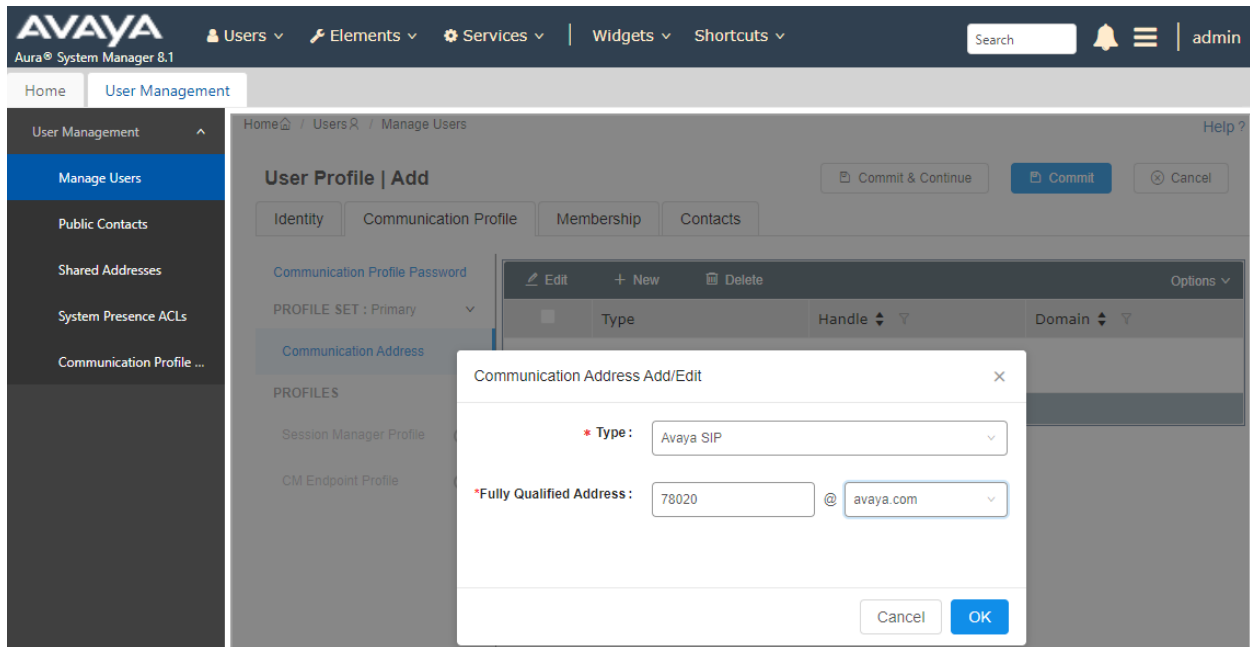 AVAYA
Aura® System Manager 8.1
Users Elements Services | Widgets Shortcuts Search | admin
Home User Management
User Management
Manage Users
Public Contacts
Shared Addresses
System Presence ACLs
Communication Profile ...
Home / Users / Manage Users Help ?
User Profile | Add Commit & Continue Commit Cancel
Identity Communication Profile Membership Contacts
Communication Profile Password
PROFILE SET : Primary
Communication Address
PROFILES
Session Manager Profile
CM Endpoint Profile
Edit + New Delete Options
Type Handle Domain
Communication Address Add/Edit ×
* Type : Avaya SIP
*Fully Qualified Address : 78020 @ avaya.com
Cancel OK